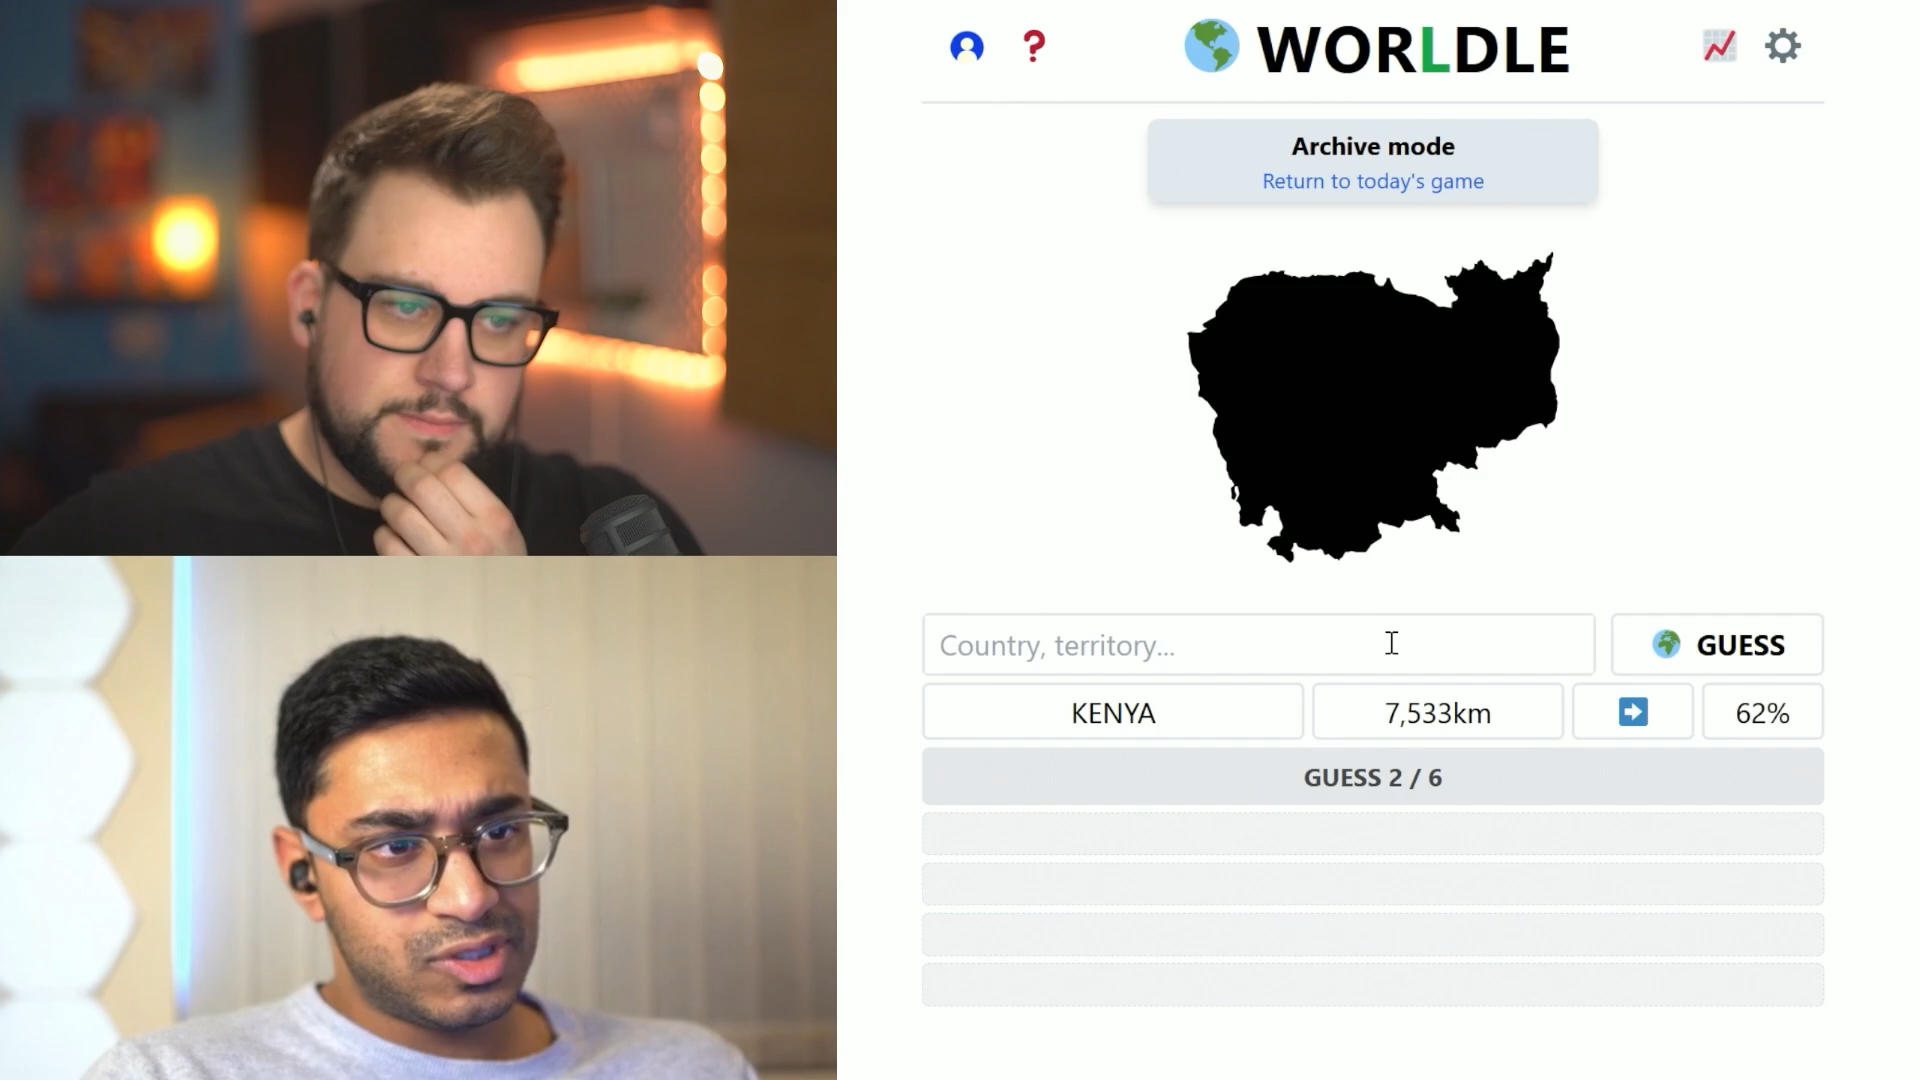 ?
WORLDLE
Archive mode
Return to today's game
Country, territory...
GUESS
KENYA
7,533km
62%
GUESS 2 / 6